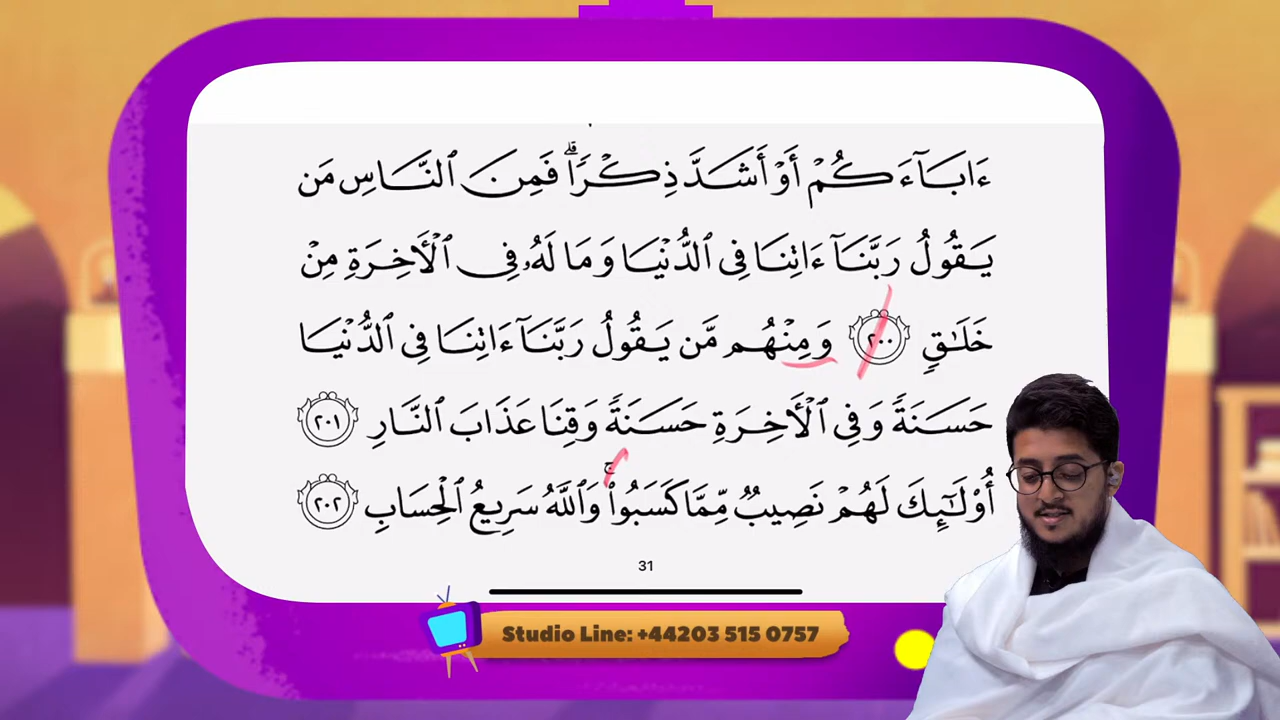 ءَابَآءَكُمْ أَوْ أَشَدَّ ذِكْرًاۗ فَمِنَ ٱلنَّاسِ مَن
يَقُولُ رَبَّنَآ ءَاتِنَا فِى ٱلدُّنْيَا وَمَا لَهُۥ فِى ٱلْأَخِرَةِ مِنْ
خَلَٰقٍ ٢٠٠ وَمِنْهُم مَّن يَقُولُ رَبَّنَآ ءَاتِنَا فِى ٱلدُّنْيَا
حَسَنَةً وَفِى ٱلْأَخِرَةِ حَسَنَةً وَقِنَا عَذَابَ ٱلنَّارِ ٢٠١
أُو۟لَٰٓئِكَ لَهُمْ نَصِيبٌ مِّمَّا كَسَبُوا۟ۚ وَٱللَّهُ سَرِيعُ ٱلْحِسَابِ ٢٠٢
31
Studio Line: +44203 515 0757